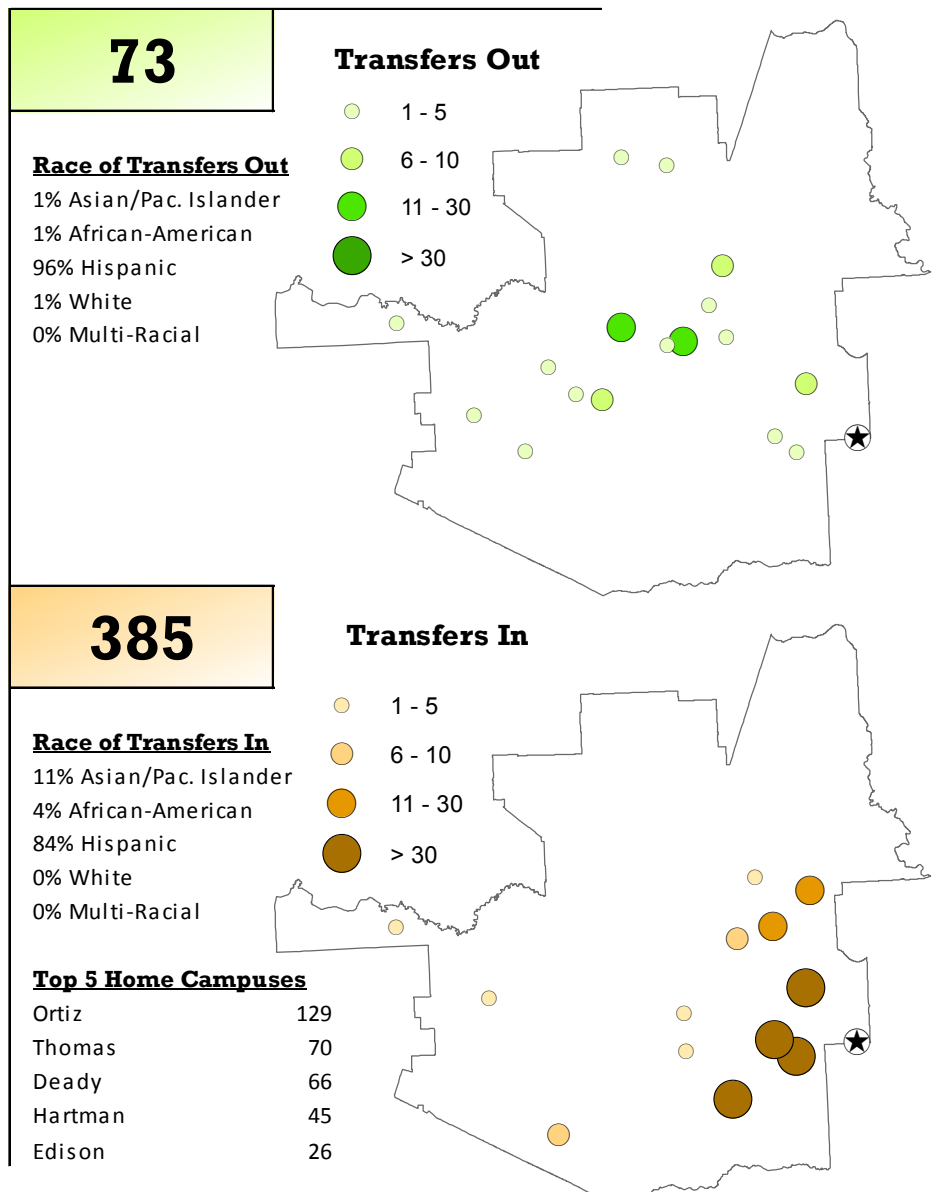 73
Transfers Out
1 - 5
6 - 10
11 - 30
> 30
Race of Transfers Out
1% Asian/Pac. Islander
1% African-American
96% Hispanic
1% White
0% Multi-Racial
385
Transfers In
1 - 5
6 - 10
11 - 30
> 30
Race of Transfers In
11% Asian/Pac. Islander
4% African-American
84% Hispanic
0% White
0% Multi-Racial
Top 5 Home Campuses
Ortiz 129
Thomas 70
Deady 66
Hartman 45
Edison 26